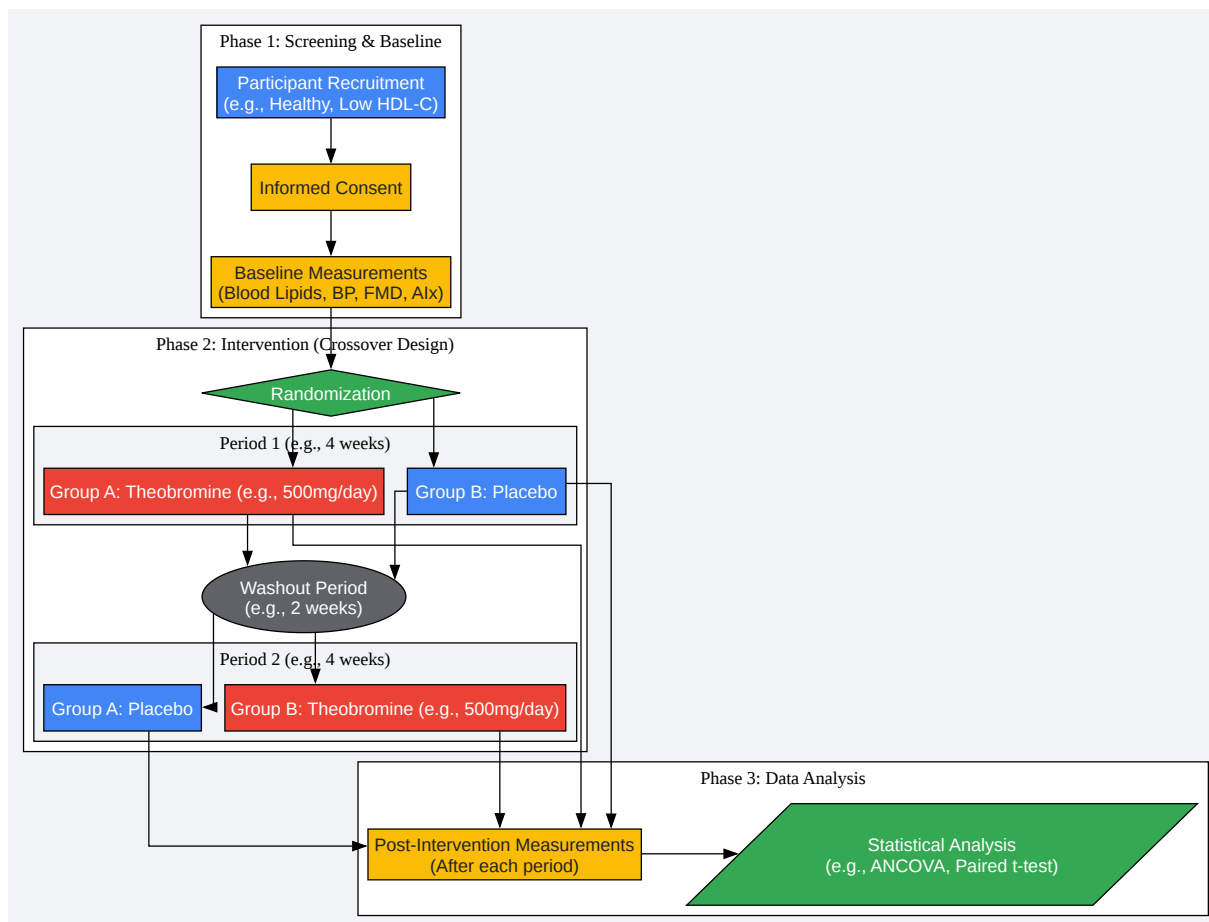 Phase 1: Screening & Baseline
Participant Recruitment
(e.g., Healthy, Low HDL-C)
Informed Consent
Baseline Measurements
(Blood Lipids, BP, FMD, AIx)
Phase 2: Intervention (Crossover Design)
Randomization
Period 1 (e.g., 4 weeks)
Group A: Theobromine (e.g., 500mg/day)
Group B: Placebo
Washout Period
(e.g., 2 weeks)
Period 2 (e.g., 4 weeks)
Group A: Placebo
Group B: Theobromine (e.g., 500mg/day)
Phase 3: Data Analysis
Post-Intervention Measurements
(After each period)
Statistical Analysis
(e.g., ANCOVA, Paired t-test)